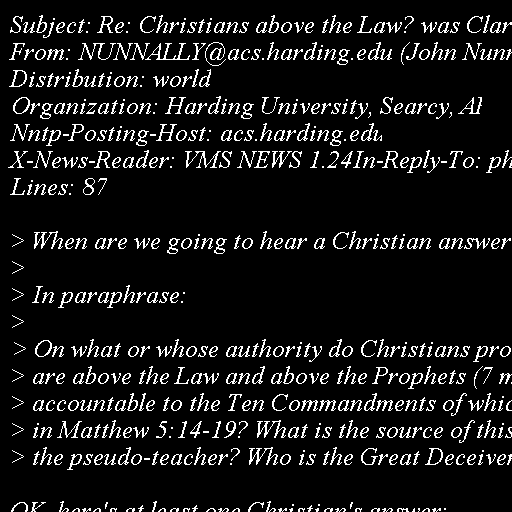 Subject: Re: Christians above the Law? was Clar
From: NUNNALLY@acs.harding.edu (John Nunn
Distribution: world
Organization: Harding University, Searcy, AR
Nntp-Posting-Host: acs.harding.edu
X-News-Reader: VMS NEWS 1.24In-Reply-To: ph
Lines: 87

> When are we going to hear a Christian answer
>
> In paraphrase:
>
> On what or whose authority do Christians pro
> are above the Law and above the Prophets (7 m
> accountable to the Ten Commandments of whic
> in Matthew 5:14-19? What is the source of this
> the pseudo-teacher? Who is the Great Deceiver

OK, here's at least one Christian's answer: